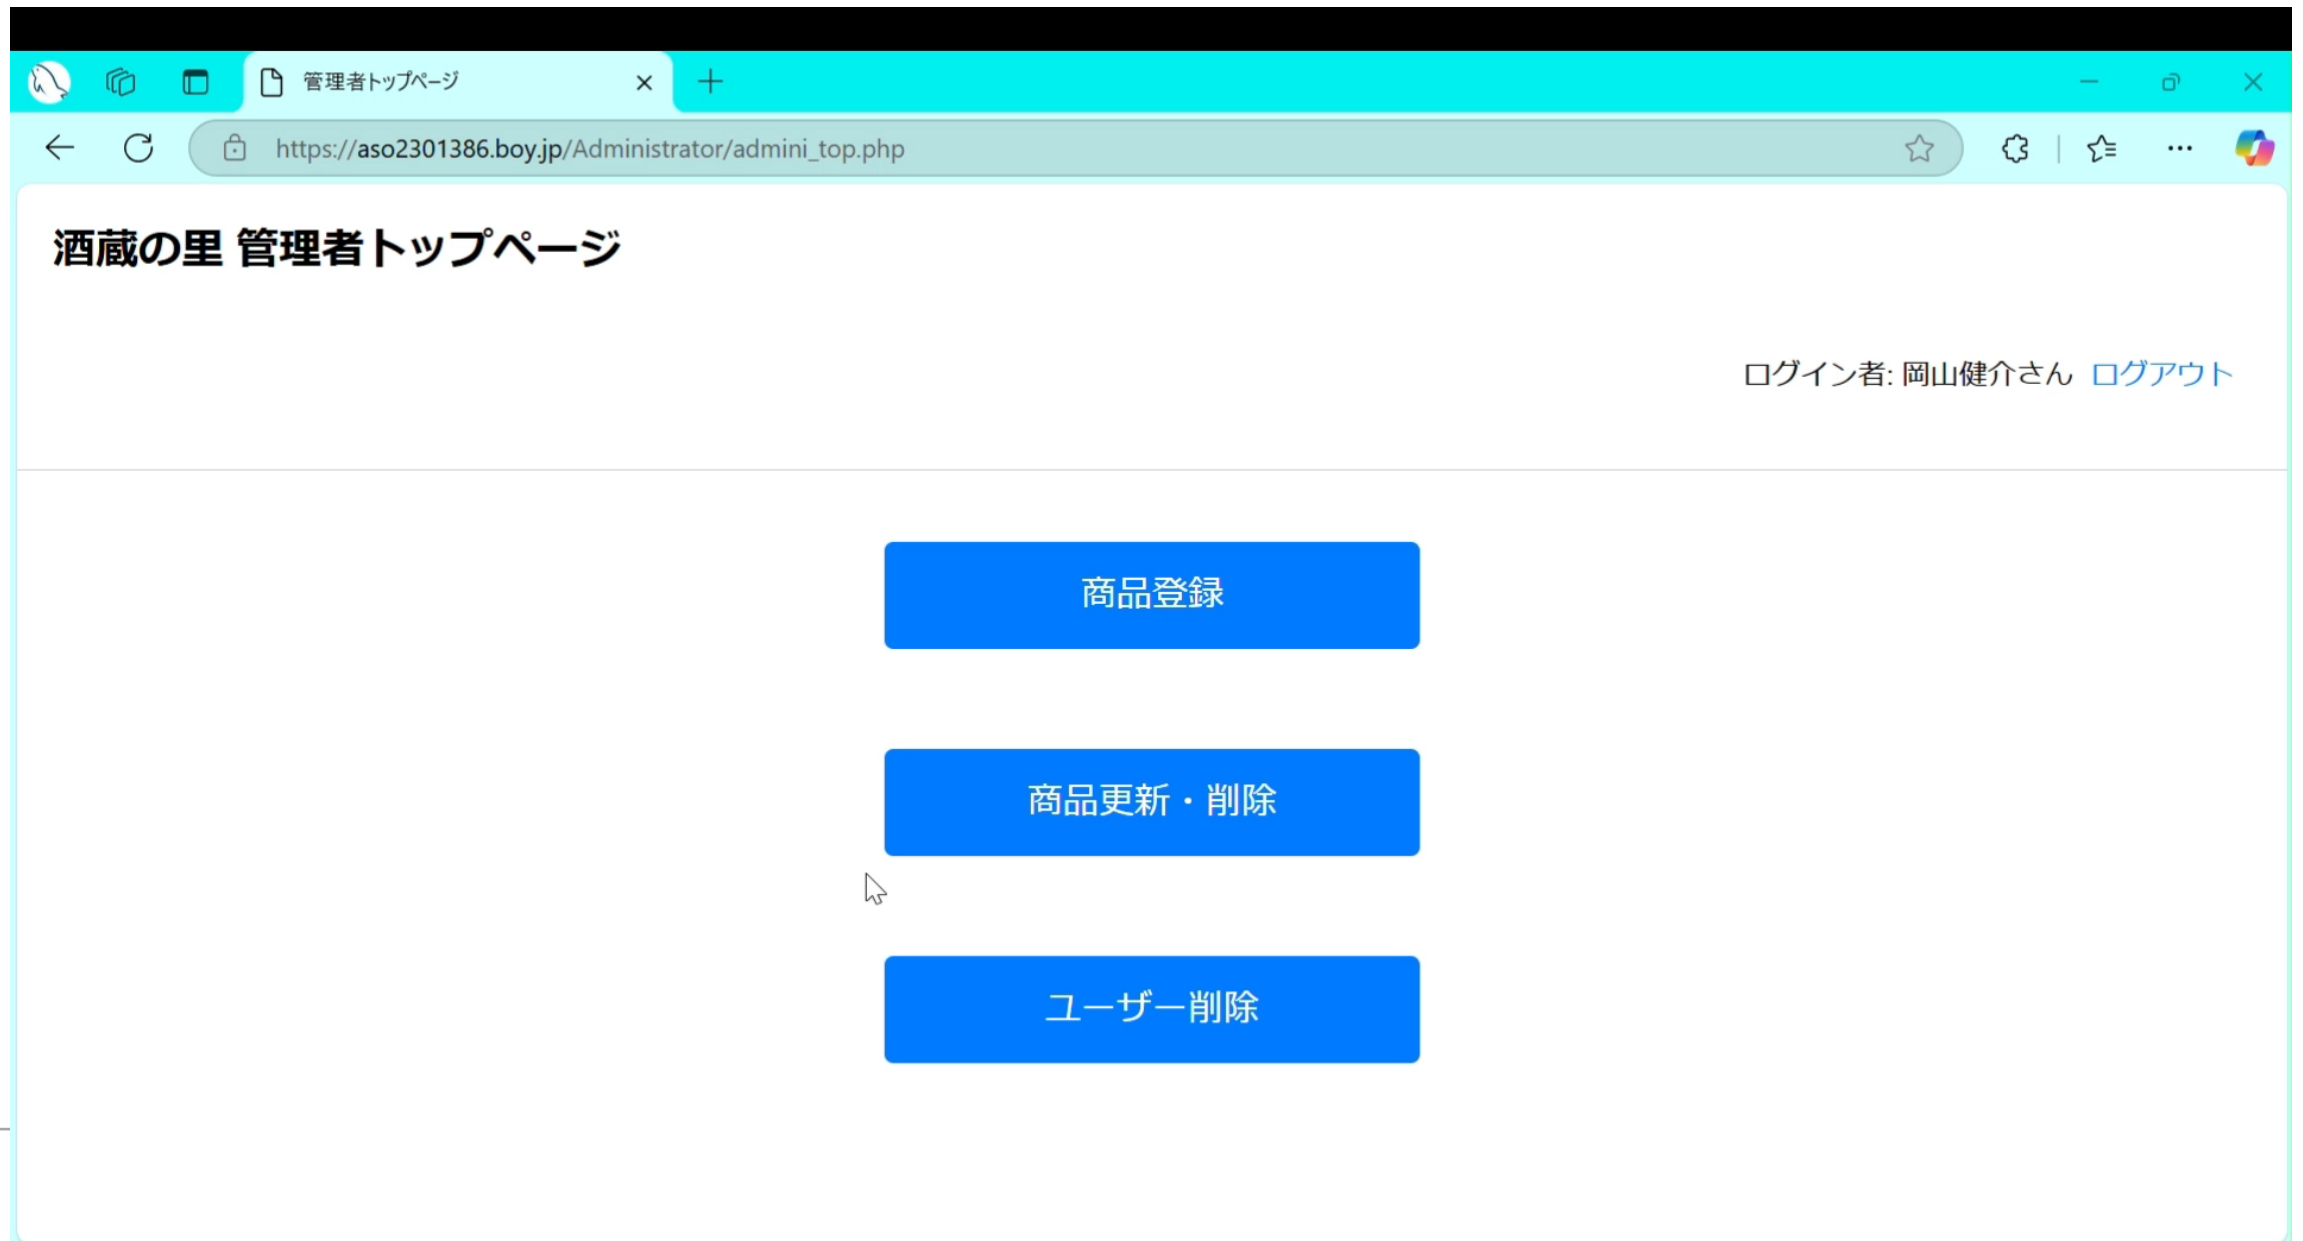 管理者トップページ
https://aso2301386.boy.jp/Administrator/admini_top.php
酒蔵の里 管理者トップページ
ログイン者: 岡山健介さん ログアウト
商品登録
商品更新・削除
ユーザー削除